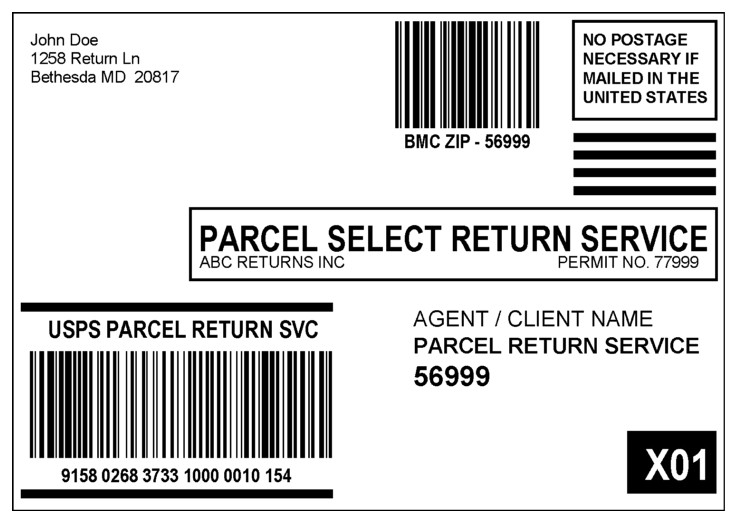 John Doe
1258 Return Ln
Bethesda MD  20817
BMC ZIP - 56999
NO POSTAGE
NECESSARY IF
MAILED IN THE
UNITED STATES
PARCEL SELECT RETURN SERVICE
ABC RETURNS INC PERMIT NO. 77999
USPS PARCEL RETURN SVC
9158 0268 3733 1000 0010 154
AGENT / CLIENT NAME
PARCEL RETURN SERVICE
56999
X01